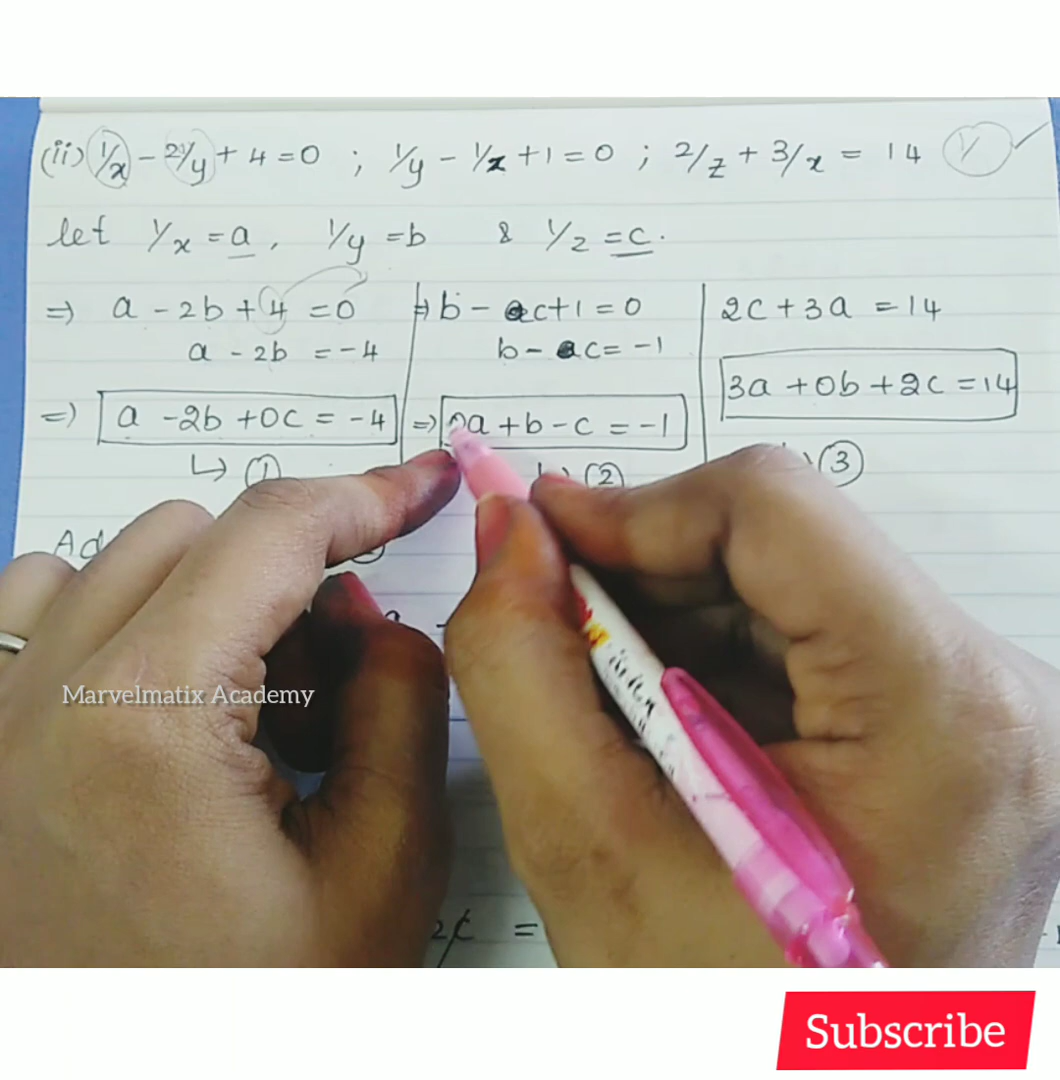 (ii) 1/x - 2 1/y + 4 = 0 ; 1/y - 1/z + 1 = 0 ; 2/z + 3/x = 14
let 1/x = a , 1/y = b & 1/z = c .
=> a - 2b + 4 = 0
a - 2b = -4
=> a - 2b + 0c = -4
↳ (1)
=> b - c + 1 = 0
b - c = -1
=> 0a + b - c = -1
(2)
2c + 3a = 14
3a + 0b + 2c = 14
(3)
Marvelmatix Academy
2c =
Subscribe